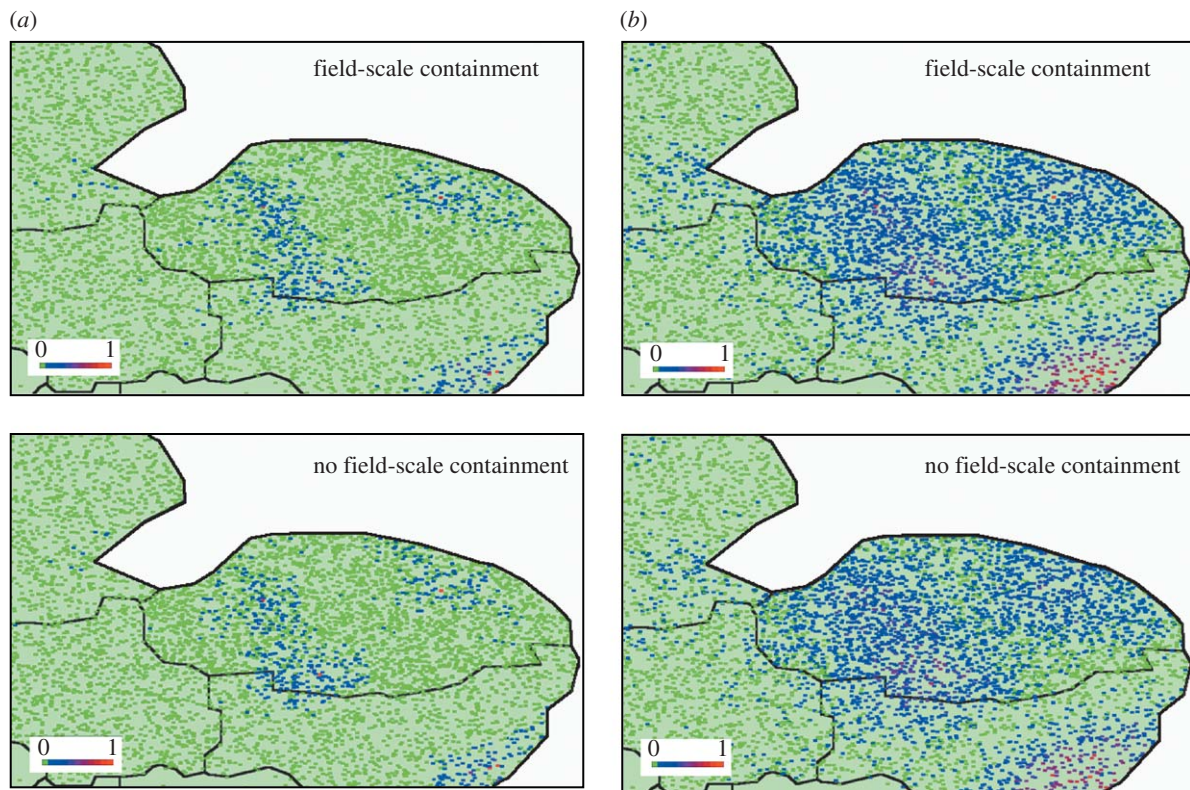 (a)
(b)
field-scale containment
field-scale containment
0 1
0 1
no field-scale containment
no field-scale containment
0 1
0 1